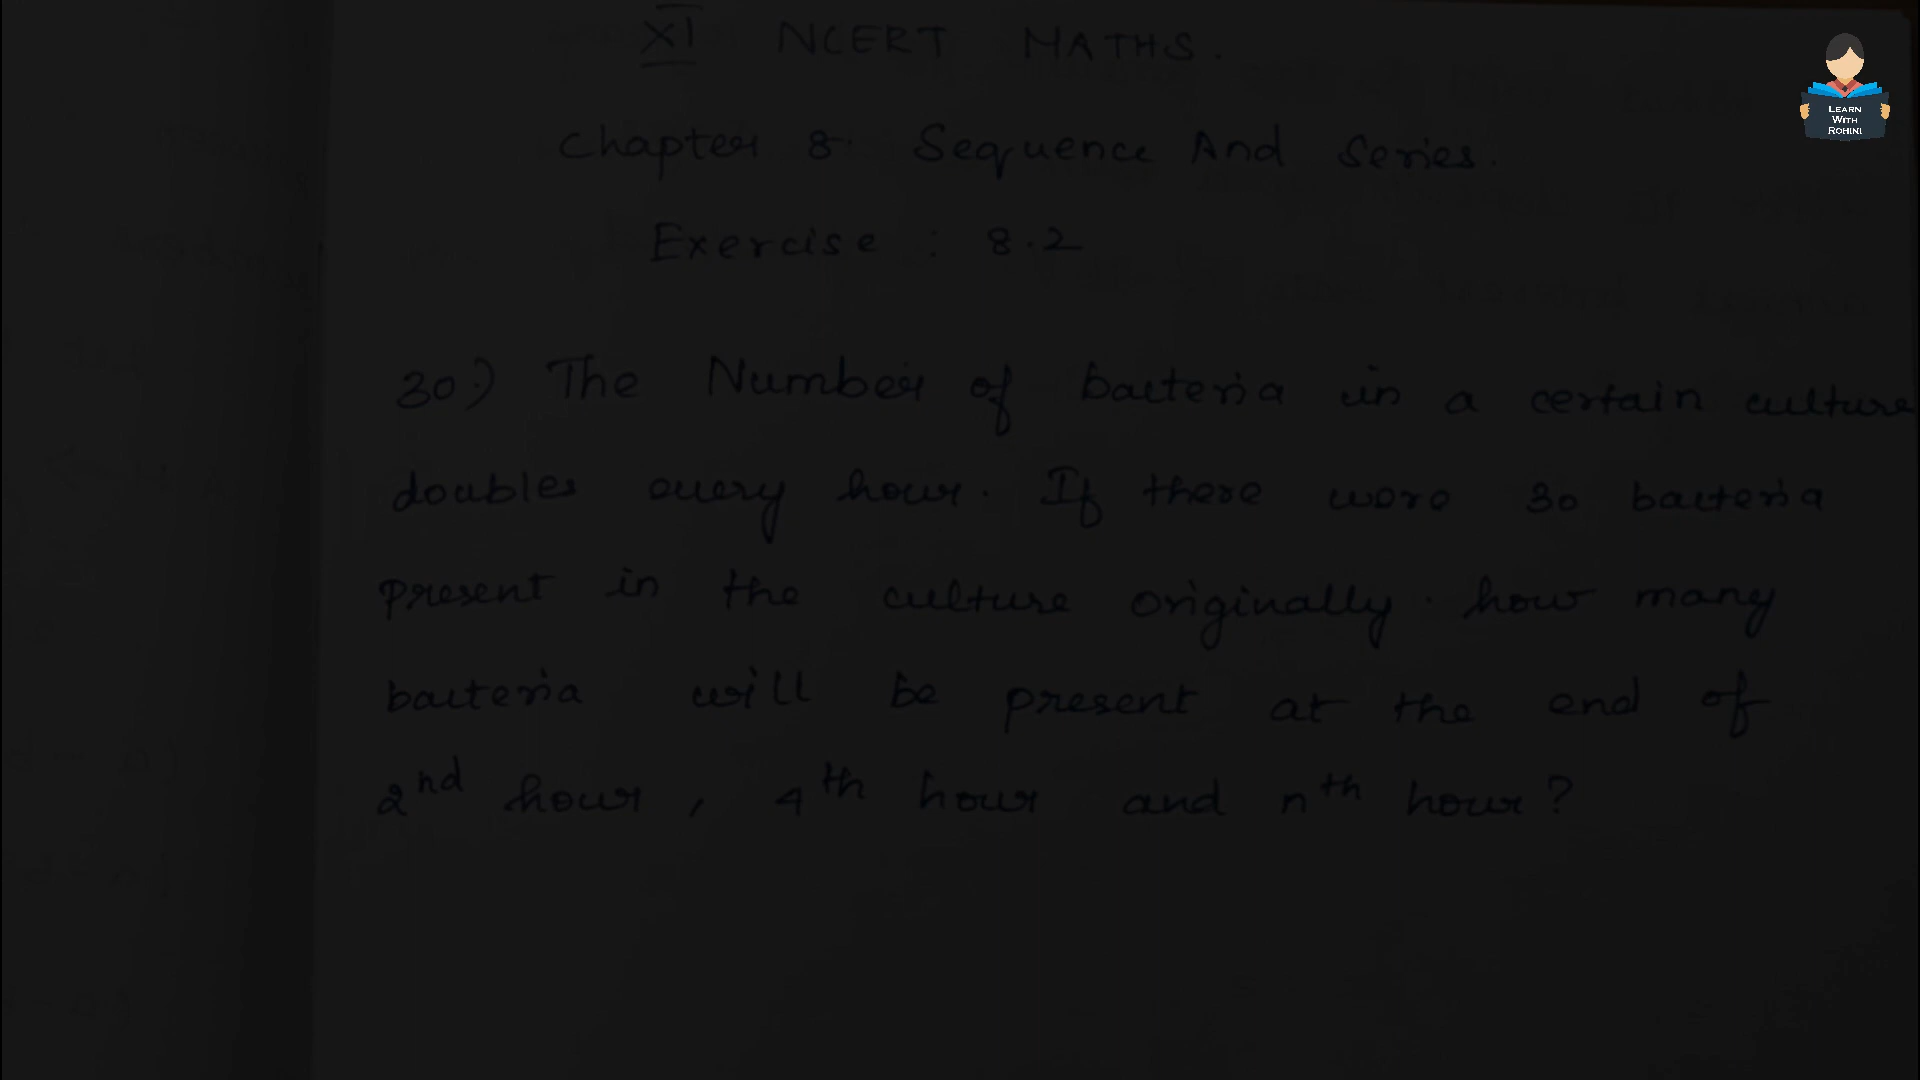 XI NCERT MATHS.
Chapter 8. Sequence And Series.
Exercise : 8.2
30.) The Number of bacteria in a certain culture
doubles every hour. If there were 30 bacteria
present in the culture originally. how many
bacteria will be present at the end of
2nd hour, 4th hour and nth hour?
LEARN
WITH
ROHINI